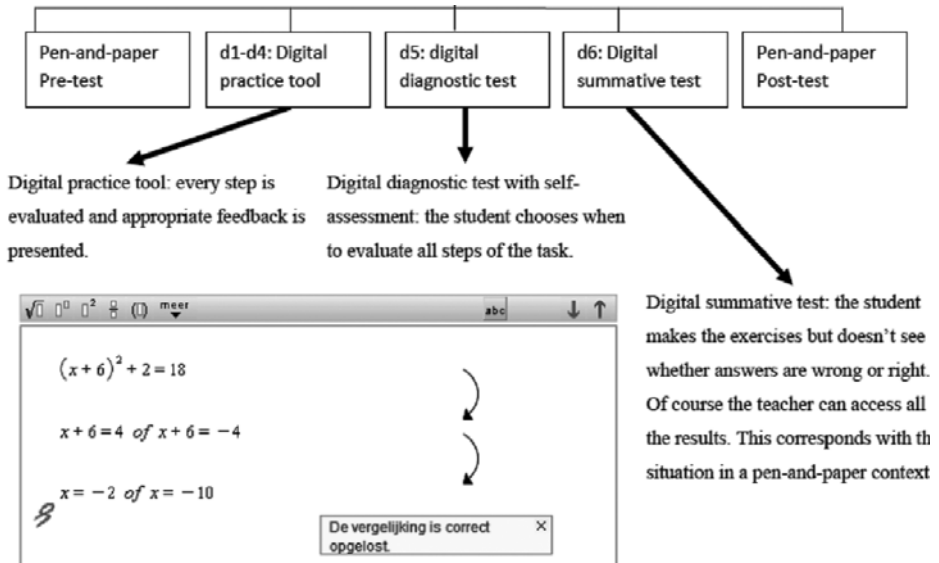 Pen-and-paper
Pre-test
d1-d4: Digital
practice tool
d5: digital
diagnostic test
d6: Digital
summative test
Pen-and-paper
Post-test
Digital practice tool: every step is
evaluated and appropriate feedback is
presented.
Digital diagnostic test with self-
assessment: the student chooses when
to evaluate all steps of the task.
Digital summative test: the student
makes the exercises but doesn't see
whether answers are wrong or right.
Of course the teacher can access all
the results. This corresponds with th
situation in a pen-and-paper context
√▯ ▯▯ ▯² ▯/▯ (▯) meer abc ↓ ↑
(x + 6)² + 2 = 18
x + 6 = 4 of x + 6 = −4
x = −2 of x = −10
De vergelijking is correct ×
opgelost.